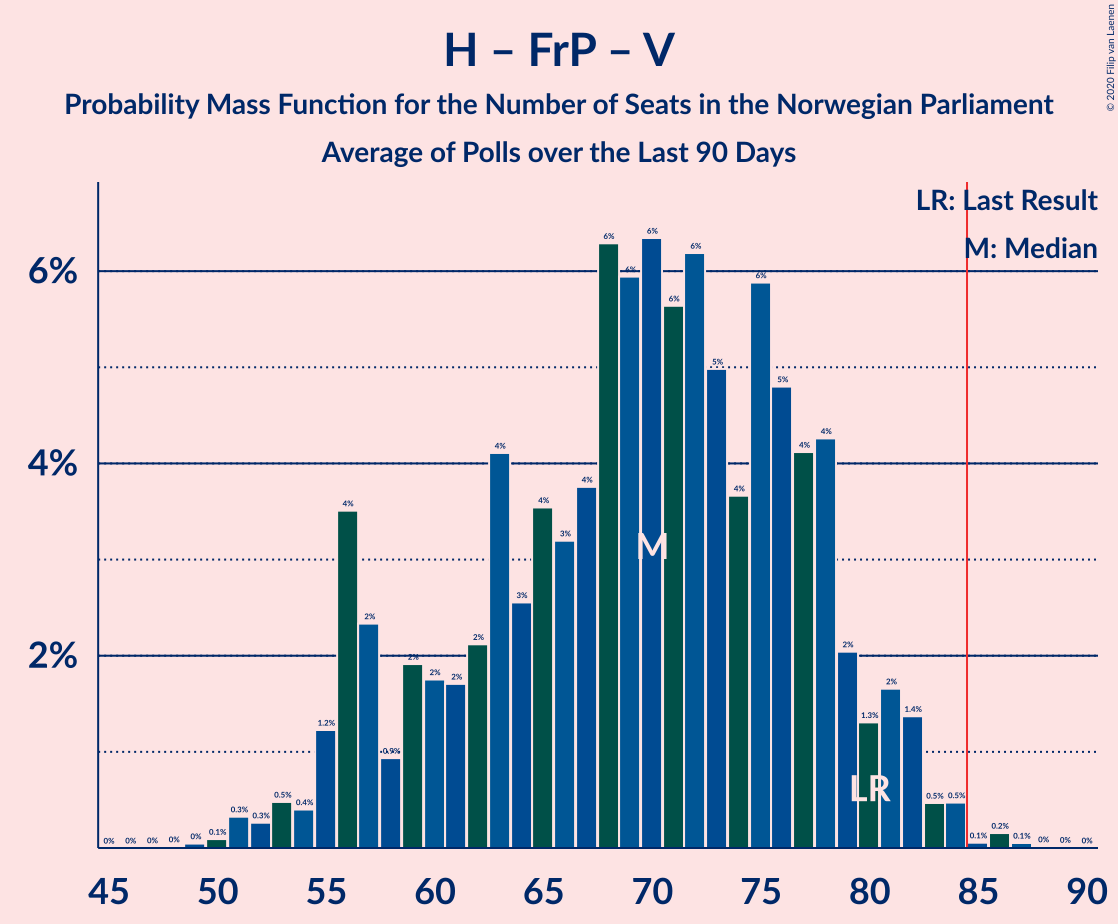 H – FrP – V
Probability Mass Function for the Number of Seats in the Norwegian Parliament
Average of Polls over the Last 90 Days
© 2020 Filip van Laenen
LR: Last Result
M: Median
6%
4%
2%
0% 0% 0% 0% 0% 0.1% 0.3% 0.3% 0.5% 0.4% 1.2% 4% 2% 0.9% 2% 2% 2% 2% 4% 3% 4% 3% 4% 6% 6% 6% 6% 6% 5% 4% 6% 5% 4% 4% 2% 1.3% 2% 1.4% 0.5% 0.5% 0.1% 0.2% 0.1% 0% 0% 0%
M
LR
45 50 55 60 65 70 75 80 85 90